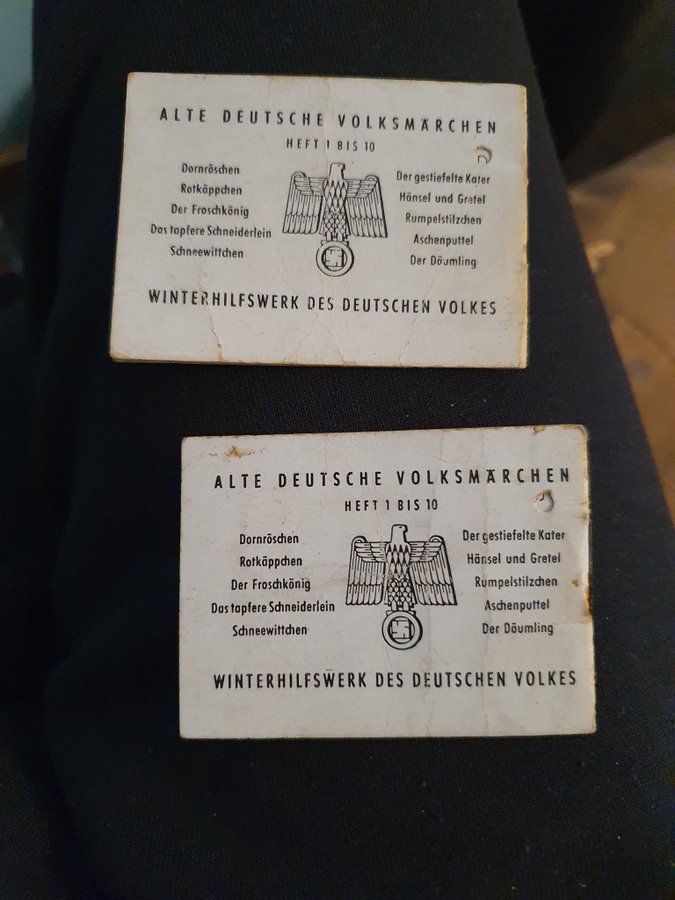 ALTE DEUTSCHE VOLKSMÄRCHEN
HEFT 1 BIS 10
Dornröschen
Rotkäppchen
Der Froschkönig
Das tapfere Schneiderlein
Schneewittchen
Der gestiefelte Kater
Hänsel und Gretel
Rumpelstilzchen
Aschenputtel
Der Däumling
WINTERHILFSWERK DES DEUTSCHEN VOLKES
ALTE DEUTSCHE VOLKSMÄRCHEN
HEFT 1 BIS 10
Dornröschen
Rotkäppchen
Der Froschkönig
Das tapfere Schneiderlein
Schneewittchen
Der gestiefelte Kater
Hänsel und Gretel
Rumpelstilzchen
Aschenputtel
Der Däumling
WINTERHILFSWERK DES DEUTSCHEN VOLKES